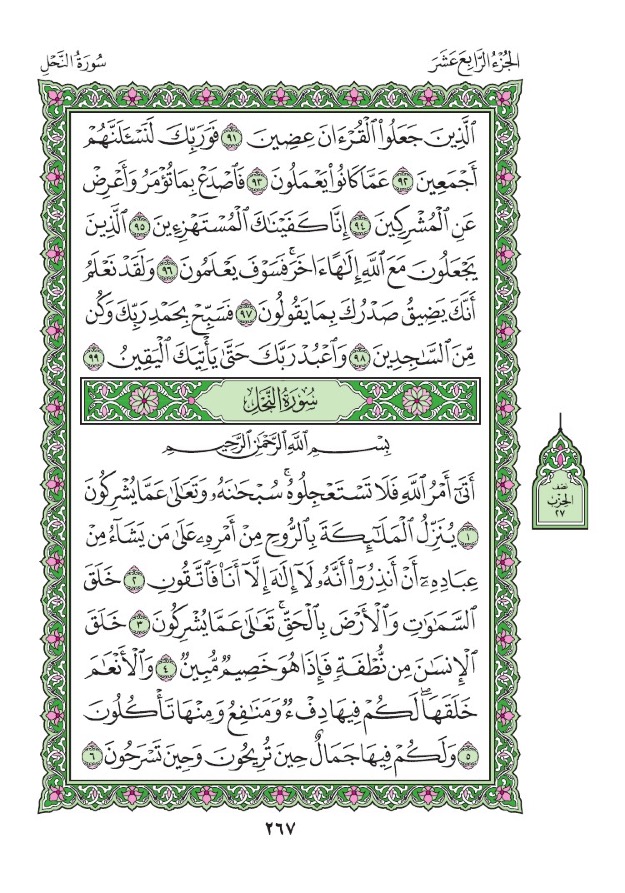 الجُزْءُ الرَّابِعَ عَشَرَ
سُورَةُ النَّحْلِ
ٱلَّذِينَ جَعَلُوا۟ ٱلْقُرْءَانَ عِضِينَ ٩١ فَوَرَبِّكَ لَنَسْـَٔلَنَّهُمْ
أَجْمَعِينَ ٩٢ عَمَّا كَانُوا۟ يَعْمَلُونَ ٩٣ فَٱصْدَعْ بِمَا تُؤْمَرُ وَأَعْرِضْ
عَنِ ٱلْمُشْرِكِينَ ٩٤ إِنَّا كَفَيْنَٰكَ ٱلْمُسْتَهْزِءِينَ ٩٥ ٱلَّذِينَ
يَجْعَلُونَ مَعَ ٱللَّهِ إِلَٰهًا ءَاخَرَ ۚ فَسَوْفَ يَعْلَمُونَ ٩٦ وَلَقَدْ نَعْلَمُ
أَنَّكَ يَضِيقُ صَدْرُكَ بِمَا يَقُولُونَ ٩٧ فَسَبِّحْ بِحَمْدِ رَبِّكَ وَكُن
مِّنَ ٱلسَّٰجِدِينَ ٩٨ وَٱعْبُدْ رَبَّكَ حَتَّىٰ يَأْتِيَكَ ٱلْيَقِينُ ٩٩
سُورَةُ النَّحْلِ
بِسْمِ ٱللَّهِ ٱلرَّحْمَٰنِ ٱلرَّحِيمِ
أَتَىٰٓ أَمْرُ ٱللَّهِ فَلَا تَسْتَعْجِلُوهُ ۚ سُبْحَٰنَهُۥ وَتَعَٰلَىٰ عَمَّا يُشْرِكُونَ
١ يُنَزِّلُ ٱلْمَلَٰٓئِكَةَ بِٱلرُّوحِ مِنْ أَمْرِهِۦ عَلَىٰ مَن يَشَآءُ مِنْ
عِبَادِهِۦٓ أَنْ أَنذِرُوٓا۟ أَنَّهُۥ لَآ إِلَٰهَ إِلَّآ أَنَا۠ فَٱتَّقُونِ ٢ خَلَقَ
ٱلسَّمَٰوَٰتِ وَٱلْأَرْضَ بِٱلْحَقِّ ۚ تَعَٰلَىٰ عَمَّا يُشْرِكُونَ ٣ خَلَقَ
ٱلْإِنسَٰنَ مِن نُّطْفَةٍ فَإِذَا هُوَ خَصِيمٌ مُّبِينٌ ٤ وَٱلْأَنْعَٰمَ
خَلَقَهَا ۗ لَكُمْ فِيهَا دِفْءٌ وَمَنَٰفِعُ وَمِنْهَا تَأْكُلُونَ
٥ وَلَكُمْ فِيهَا جَمَالٌ حِينَ تُرِيحُونَ وَحِينَ تَسْرَحُونَ ٦
نصف
الحزب
٢٧
٢٦٧